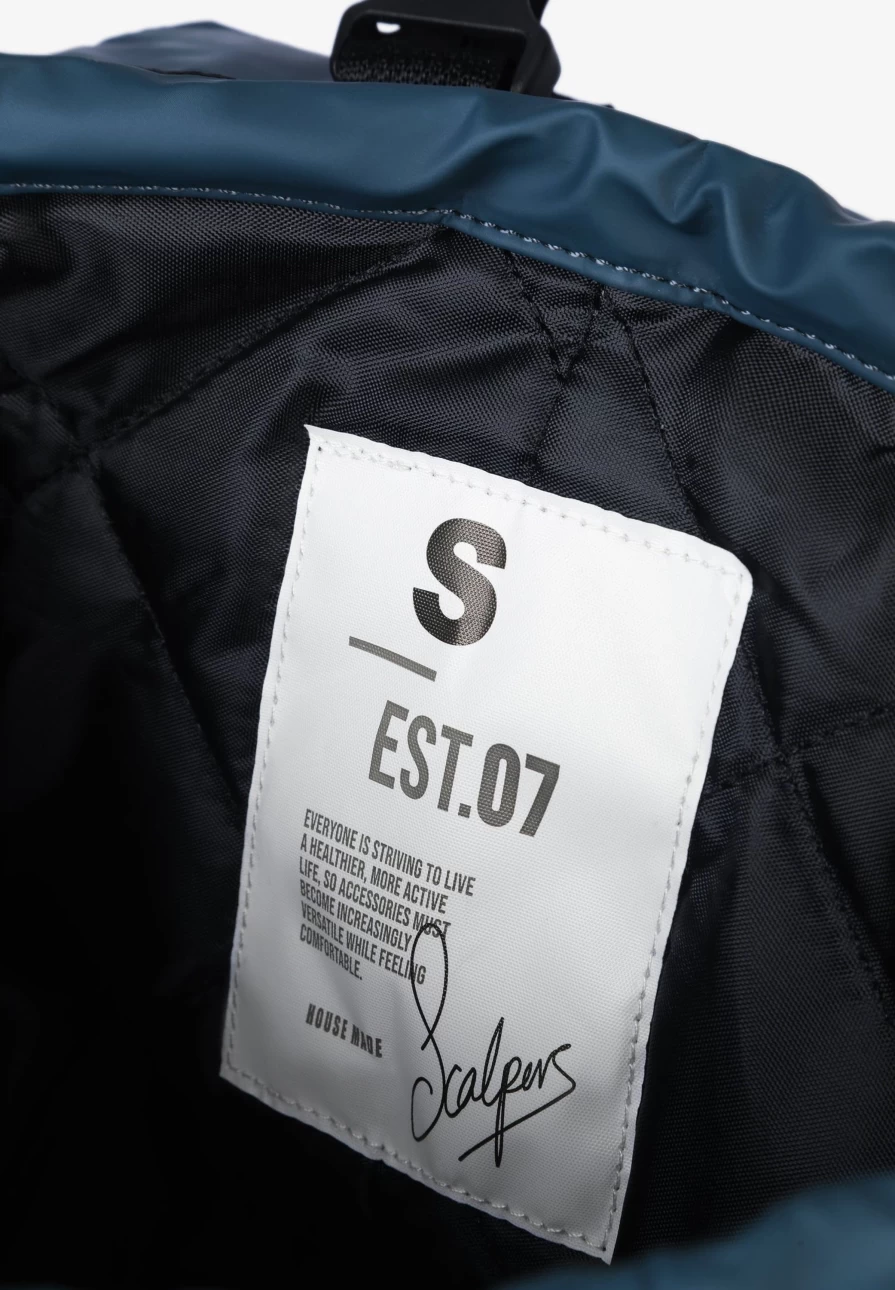 S
EST.07
EVERYONE IS STRIVING TO LIVE
A HEALTHIER, MORE ACTIVE
LIFE, SO ACCESSORIES MUST
BECOME INCREASINGLY
VERSATILE WHILE FEELING
COMFORTABLE.
HOUSE MADE
Scalpers